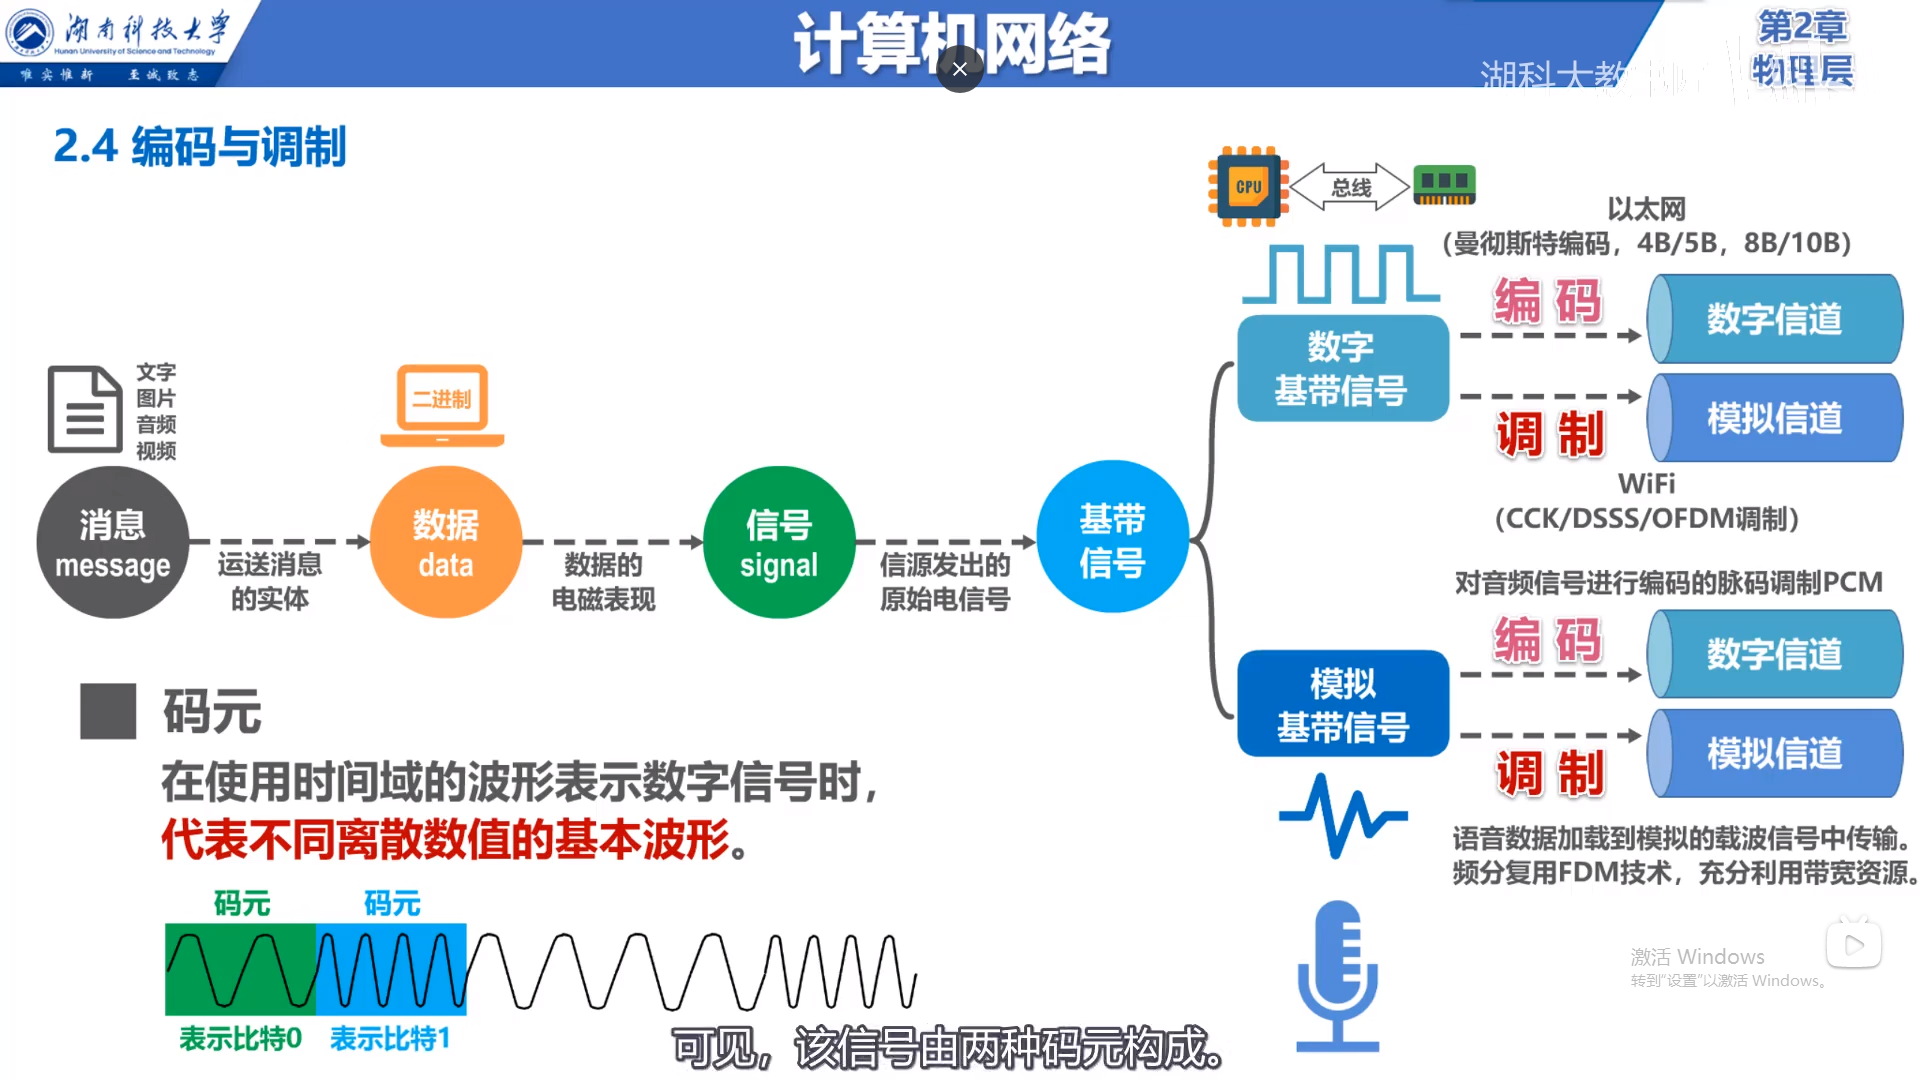 湖南科技大学
Hunan University of Science and Technology
唯实惟新 至诚致志
计算机网络
第2章
物理层
湖科大教书匠
2.4 编码与调制
CPU
总线
以太网
（曼彻斯特编码，4B/5B，8B/10B）
编 码
数字信道
数字
基带信号
调 制
模拟信道
WiFi
（CCK/DSSS/OFDM调制）
文字
图片
音频
视频
二进制
消息
message
运送消息
的实体
数据
data
数据的
电磁表现
信号
signal
信源发出的
原始电信号
基带
信号
对音频信号进行编码的脉码调制PCM
编 码
数字信道
模拟
基带信号
调 制
模拟信道
语音数据加载到模拟的载波信号中传输。
频分复用FDM技术，充分利用带宽资源。
码元
在使用时间域的波形表示数字信号时，
代表不同离散数值的基本波形。
码元 码元
表示比特0 表示比特1
可见，该信号由两种码元构成。
激活 Windows
转到“设置”以激活 Windows。